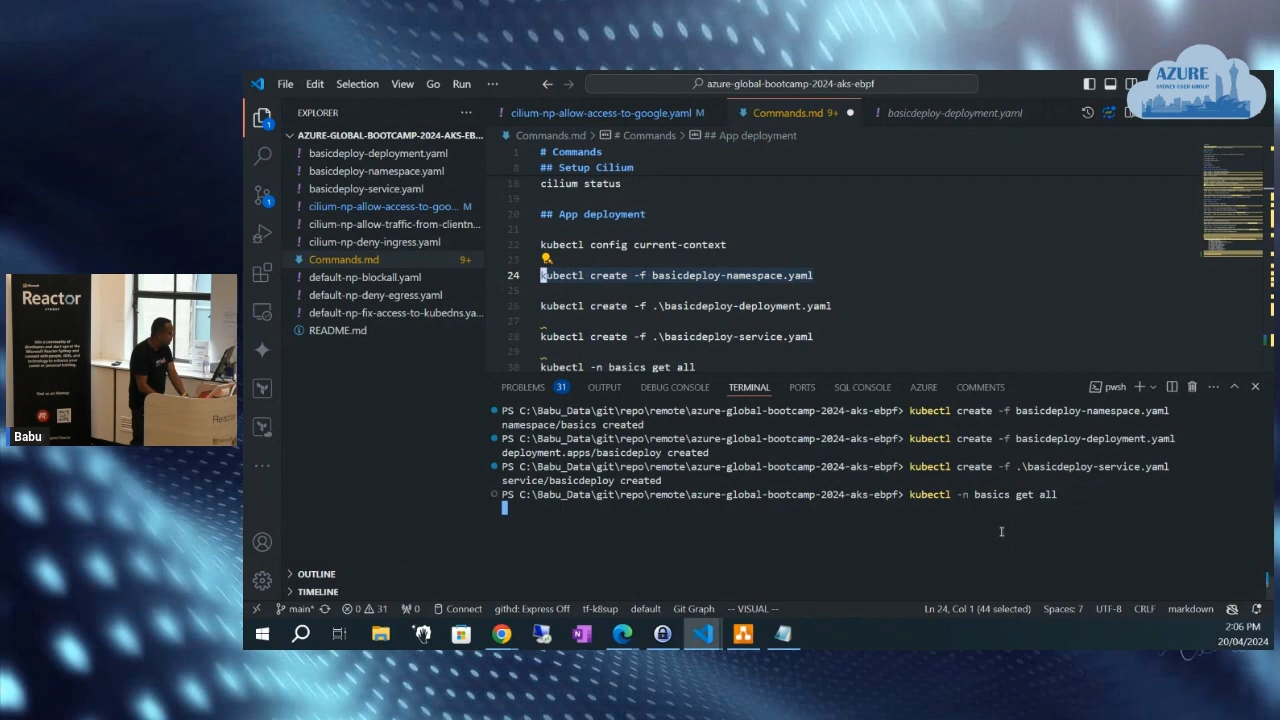 AZURE
SYDNEY USER GROUP
File Edit Selection View Go Run ···
azure-global-bootcamp-2024-aks-ebpf
EXPLORER
AZURE-GLOBAL-BOOTCAMP-2024-AKS-EB...
basicdeploy-deployment.yaml
basicdeploy-namespace.yaml
basicdeploy-service.yaml
cilium-np-allow-access-to-goo... M
cilium-np-allow-traffic-from-clientn...
cilium-np-deny-ingress.yaml
Commands.md 9+
default-np-blockall.yaml
default-np-deny-egress.yaml
default-np-fix-access-to-kubedns.ya...
README.md
OUTLINE
TIMELINE
cilium-np-allow-access-to-google.yaml M
Commands.md 9+
basicdeploy-deployment.yaml
Commands.md > # Commands > ## App deployment
1 # Commands
## Setup Cilium
18 cilium status
19
20 ## App deployment
21
22 kubectl config current-context
23
24 kubectl create -f basicdeploy-namespace.yaml
25
26 kubectl create -f .\basicdeploy-deployment.yaml
27
28 kubectl create -f .\basicdeploy-service.yaml
29
30 kubectl -n basics get all
PROBLEMS 31 OUTPUT DEBUG CONSOLE TERMINAL PORTS SQL CONSOLE AZURE COMMENTS
pwsh
PS C:\Babu_Data\git\repo\remote\azure-global-bootcamp-2024-aks-ebpf> kubectl create -f basicdeploy-namespace.yaml
namespace/basics created
PS C:\Babu_Data\git\repo\remote\azure-global-bootcamp-2024-aks-ebpf> kubectl create -f basicdeploy-deployment.yaml
deployment.apps/basicdeploy created
PS C:\Babu_Data\git\repo\remote\azure-global-bootcamp-2024-aks-ebpf> kubectl create -f .\basicdeploy-service.yaml
service/basicdeploy created
PS C:\Babu_Data\git\repo\remote\azure-global-bootcamp-2024-aks-ebpf> kubectl -n basics get all
main* 0 31 0 Connect githd: Express Off tf-k8sup default Git Graph -- VISUAL -- Ln 24, Col 1 (44 selected) Spaces: 7 UTF-8 CRLF markdown
2:06 PM
20/04/2024
Microsoft
Reactor
SYDNEY
Find us on Meetup
Reactor
Babu